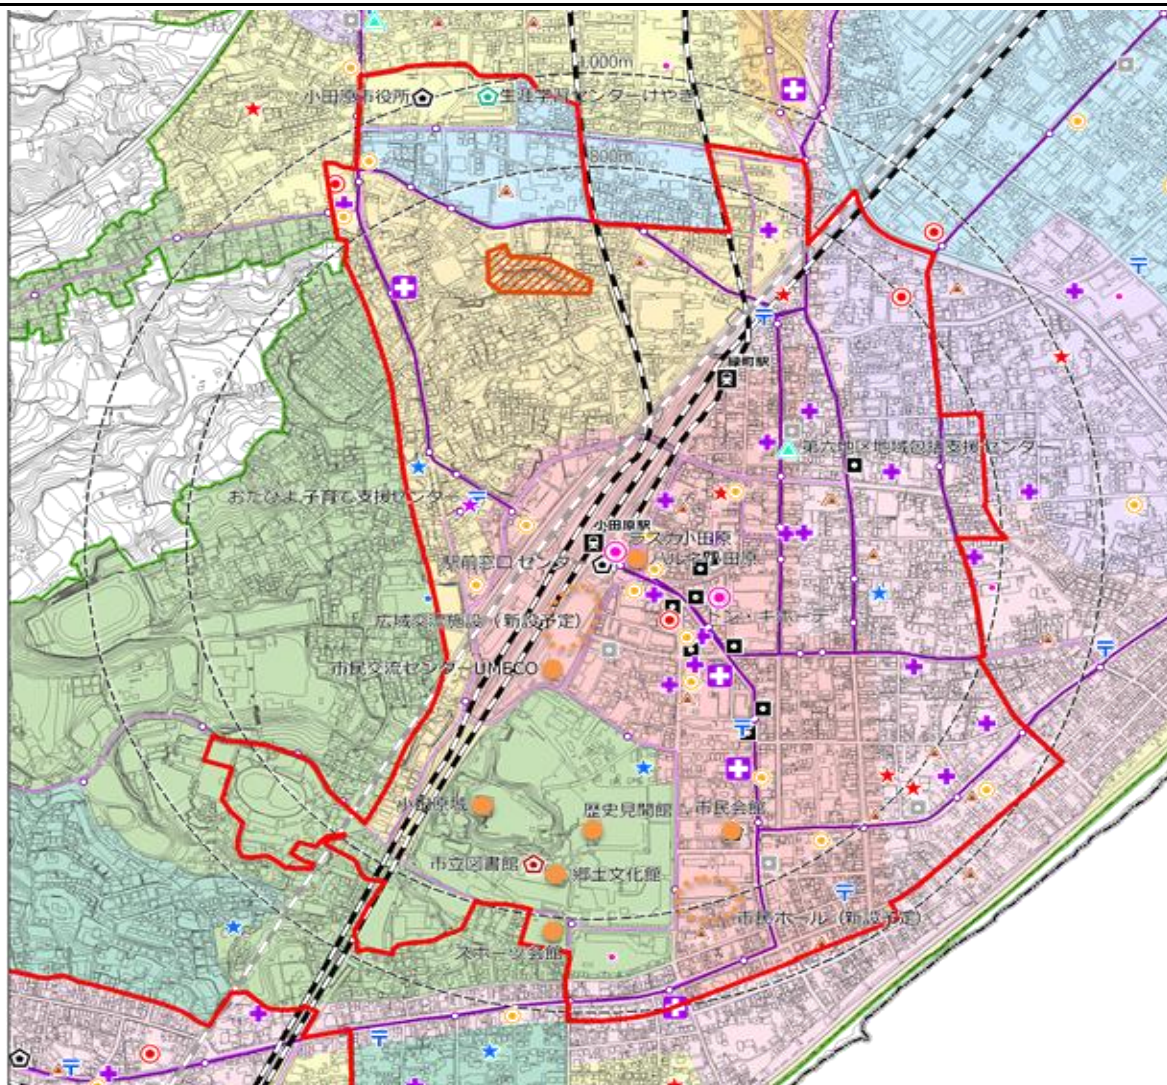 1,000m
小田原市役所
生涯学習センターけやき
800m
緑町駅
第六地区地域包括支援センター
おだぴよ子育て支援センター
小田原駅
ラスカ小田原
駅前窓口センター
ハルネ小田原
広域交流施設（新設予定）
ドン・キホーテ
市民交流センターUMECO
小田原城
歴史見聞館
市民会館
市立図書館
郷土文化館
市民ホール（新設予定）
スポーツ会館